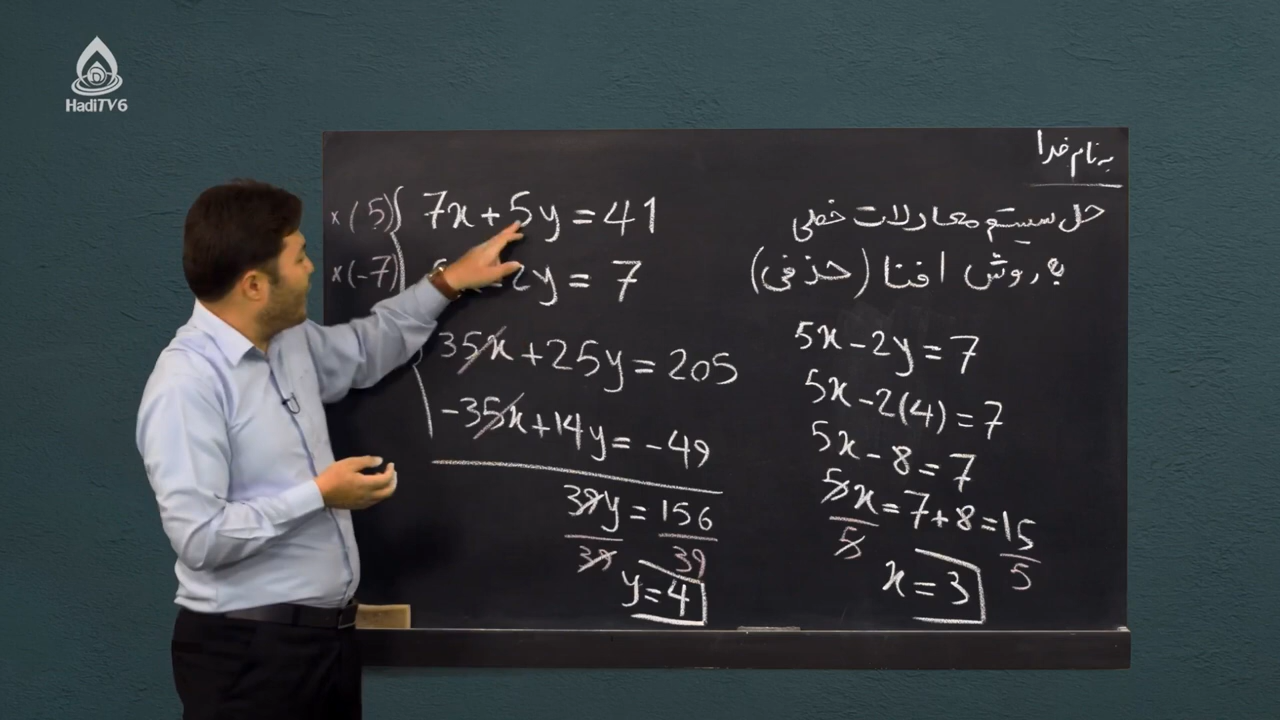 HadiTV6
به نام خدا
حل سیستم معادلات خطی
به روش افنا (حذفی)
×(5) 7x+5y=41
×(-7) -2y=7
35x+25y=205
-35x+14y=-49
39y=156
39 39
y=4
5x-2y=7
5x-2(4)=7
5x-8=7
5x=7+8=15
5 5
x=3